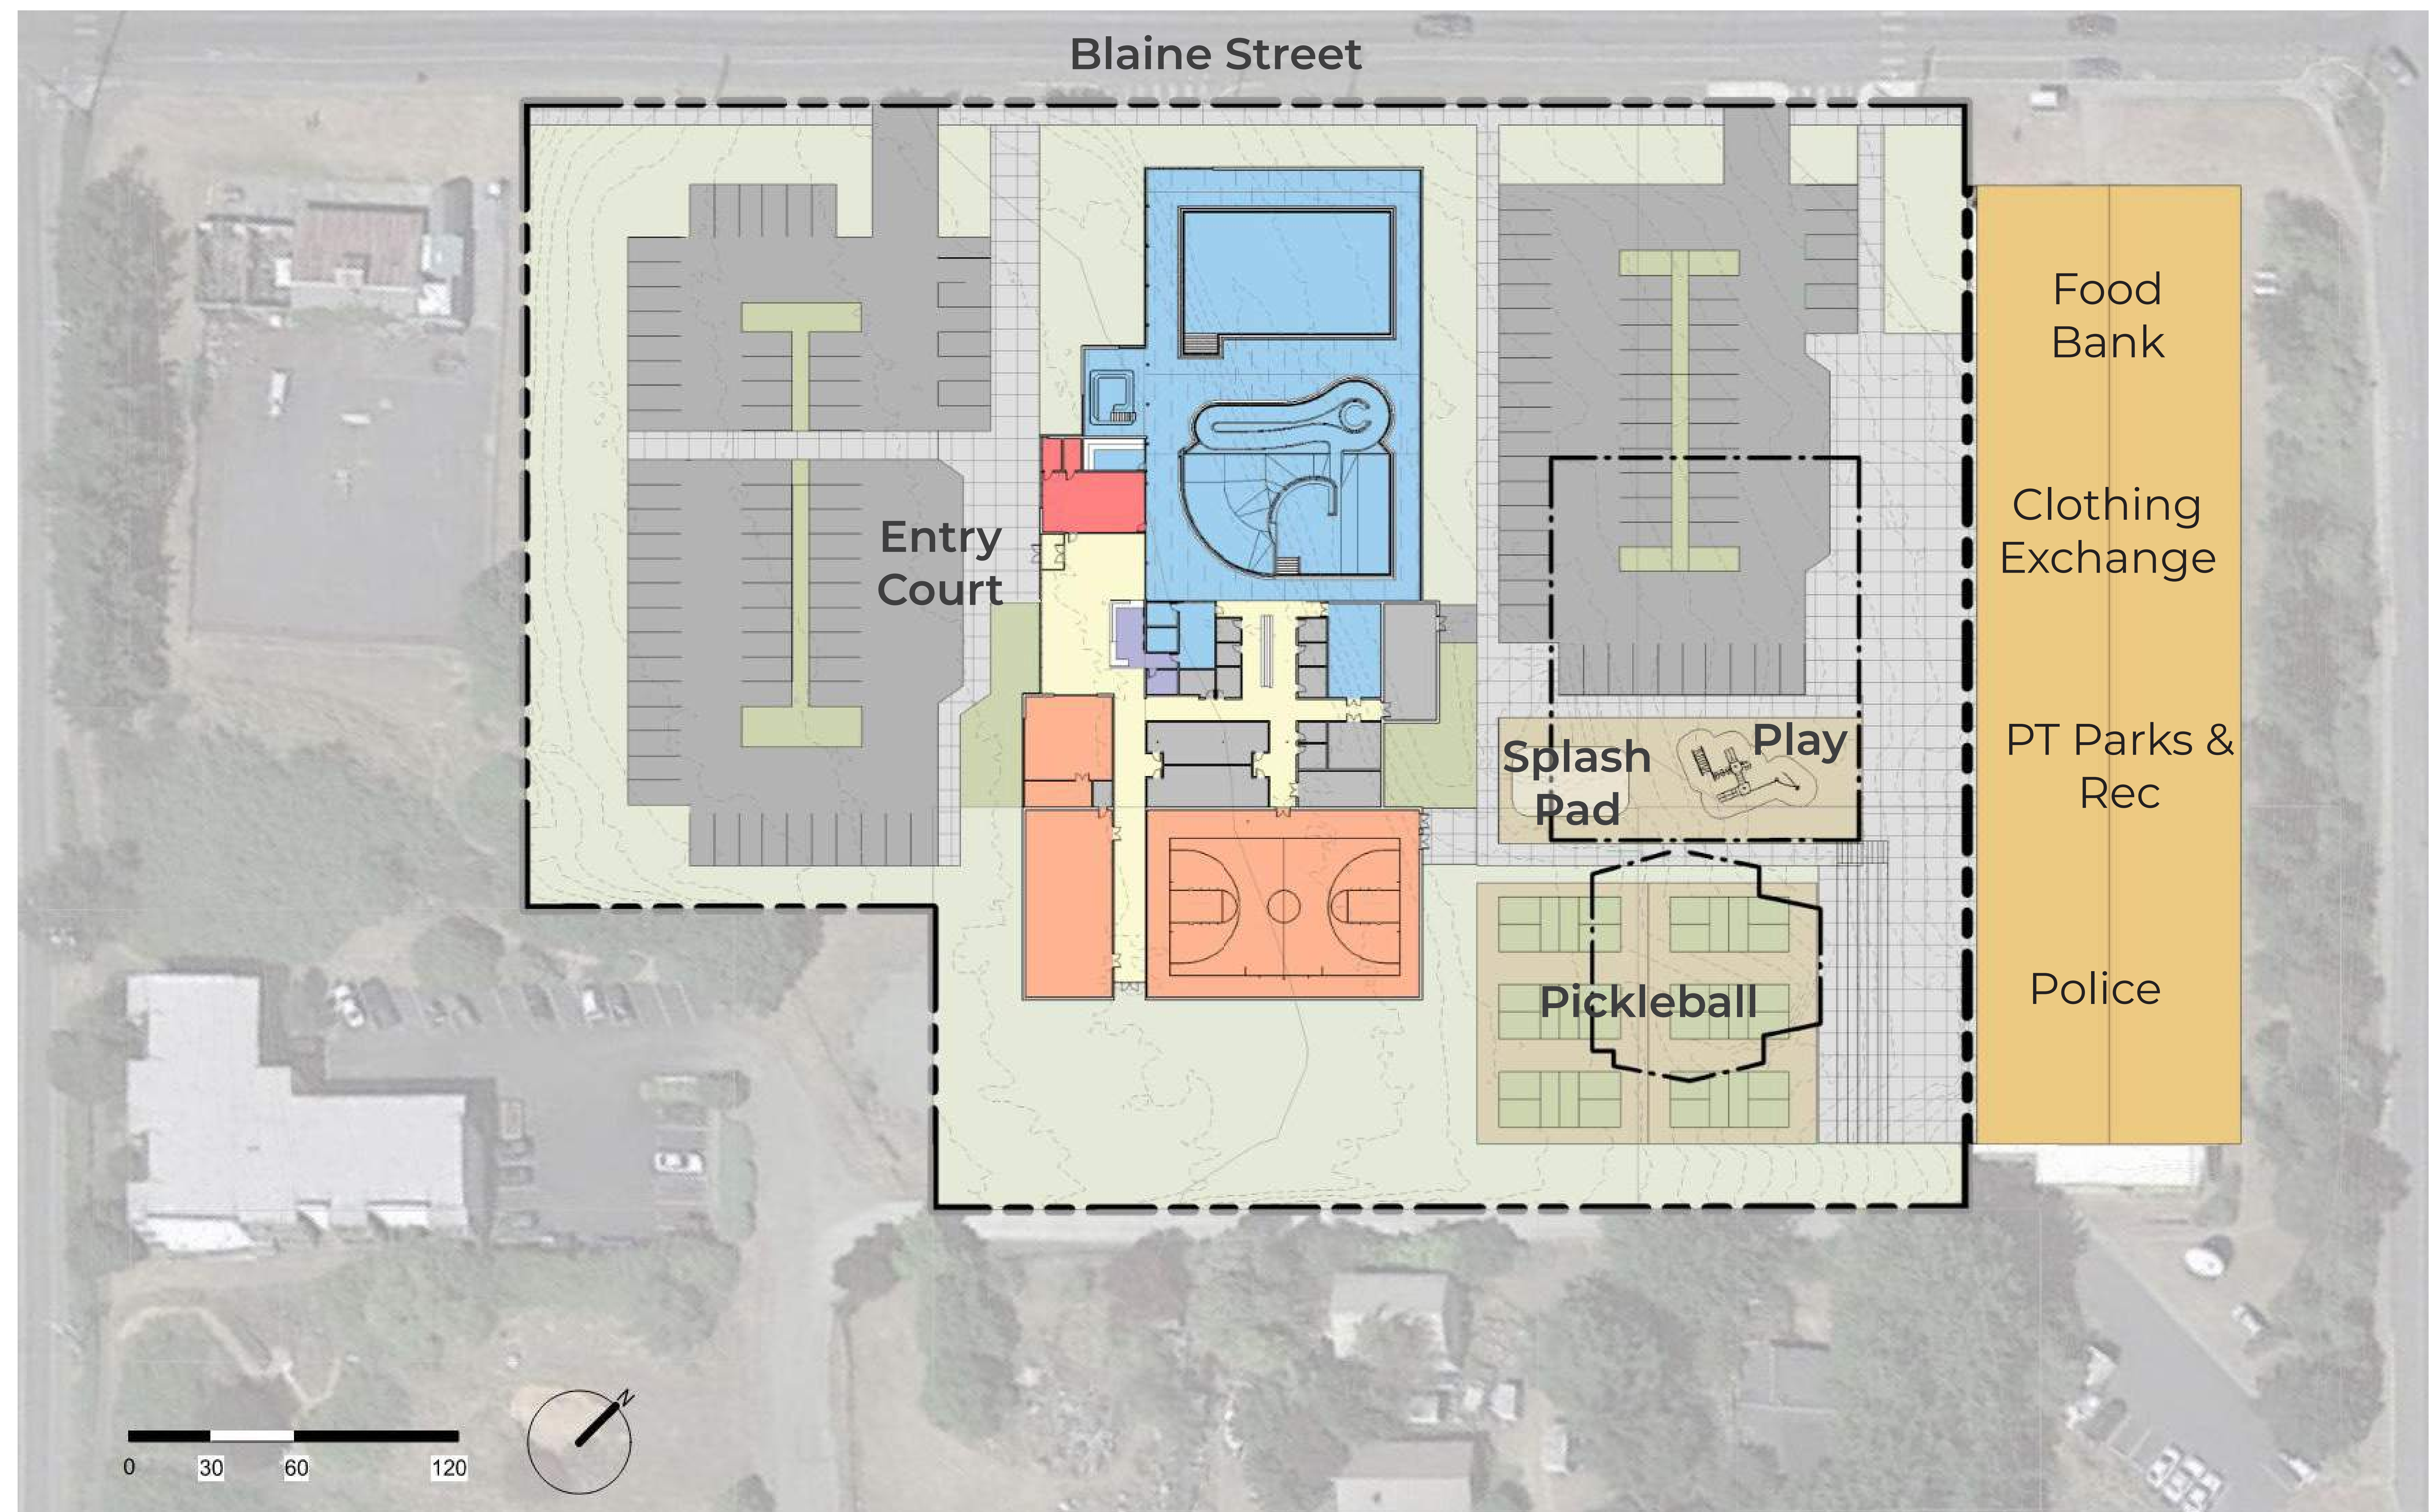 Blaine Street
Food
Bank
Clothing
Exchange
Entry
Court
PT Parks &
Rec
Splash
Pad
Play
Pickleball
Police
N
0 30 60 120